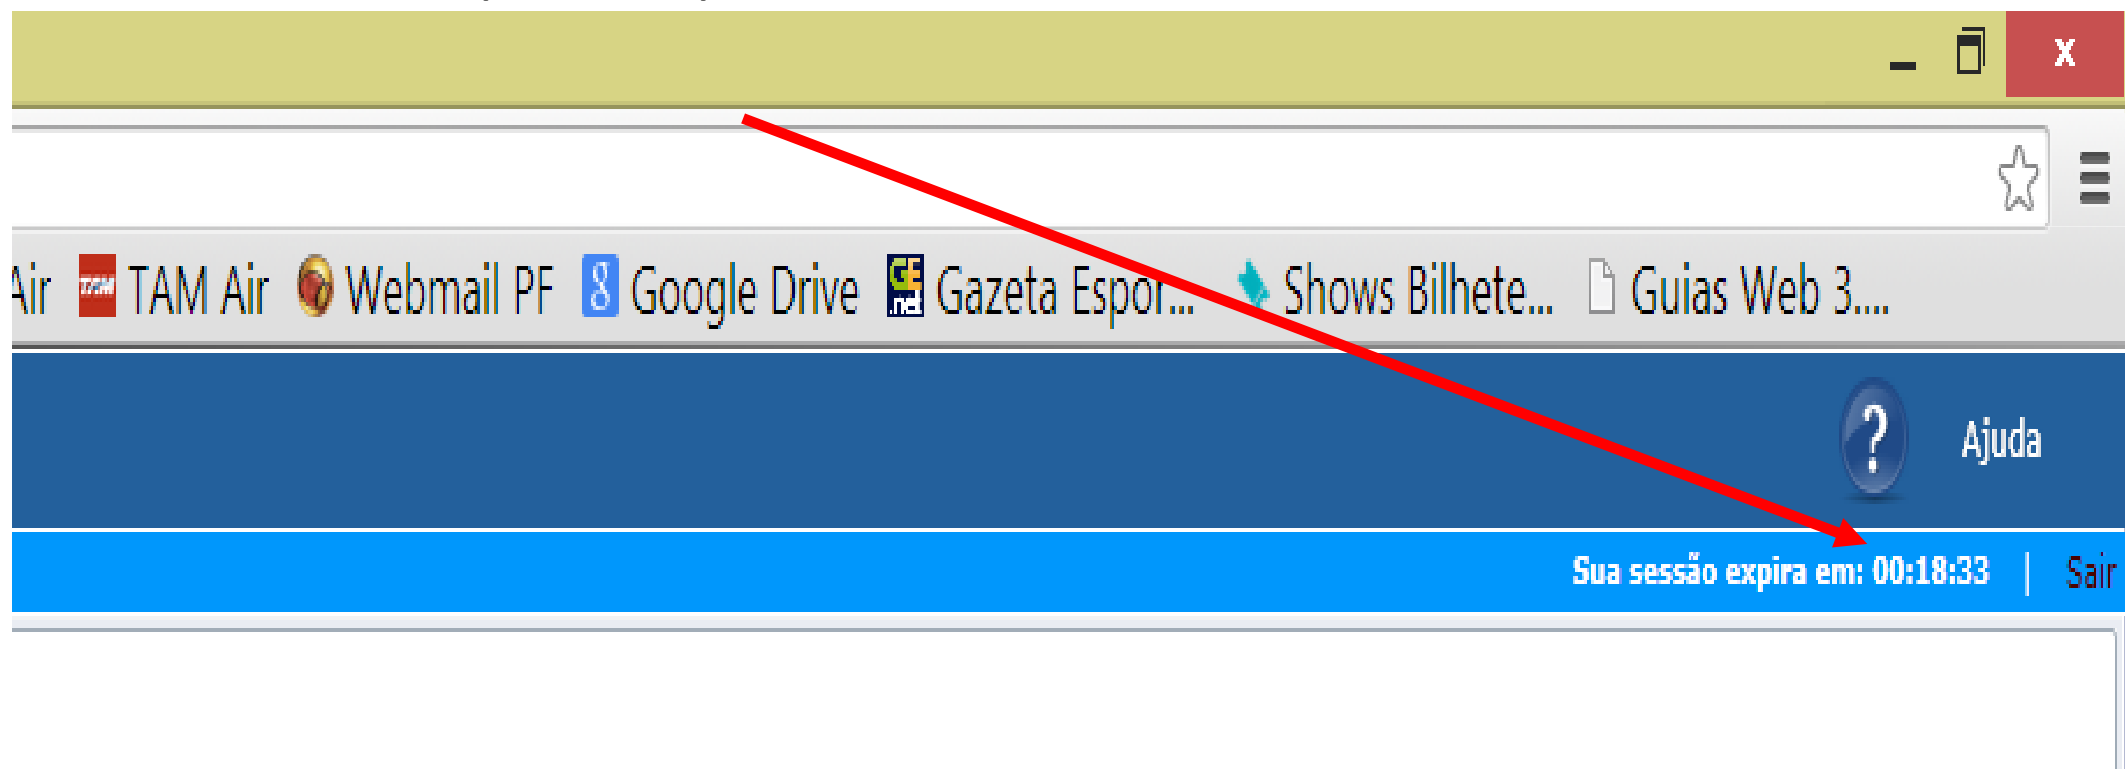 x
Air TAM Air Webmail PF Google Drive Gazeta Espor... Shows Bilhete... Guias Web 3....
? Ajuda
Sua sessão expira em: 00:18:33 | Sair